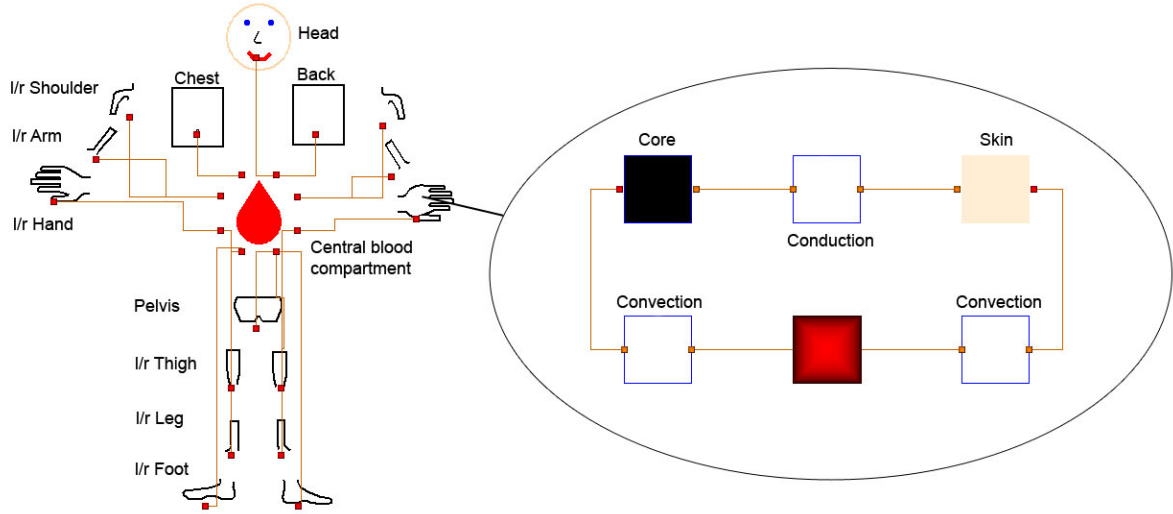 Head
Chest
Back
l/r Shoulder
l/r Arm
l/r Hand
Central blood
compartment
Pelvis
l/r Thigh
l/r Leg
l/r Foot
Core
Skin
Conduction
Convection
Convection